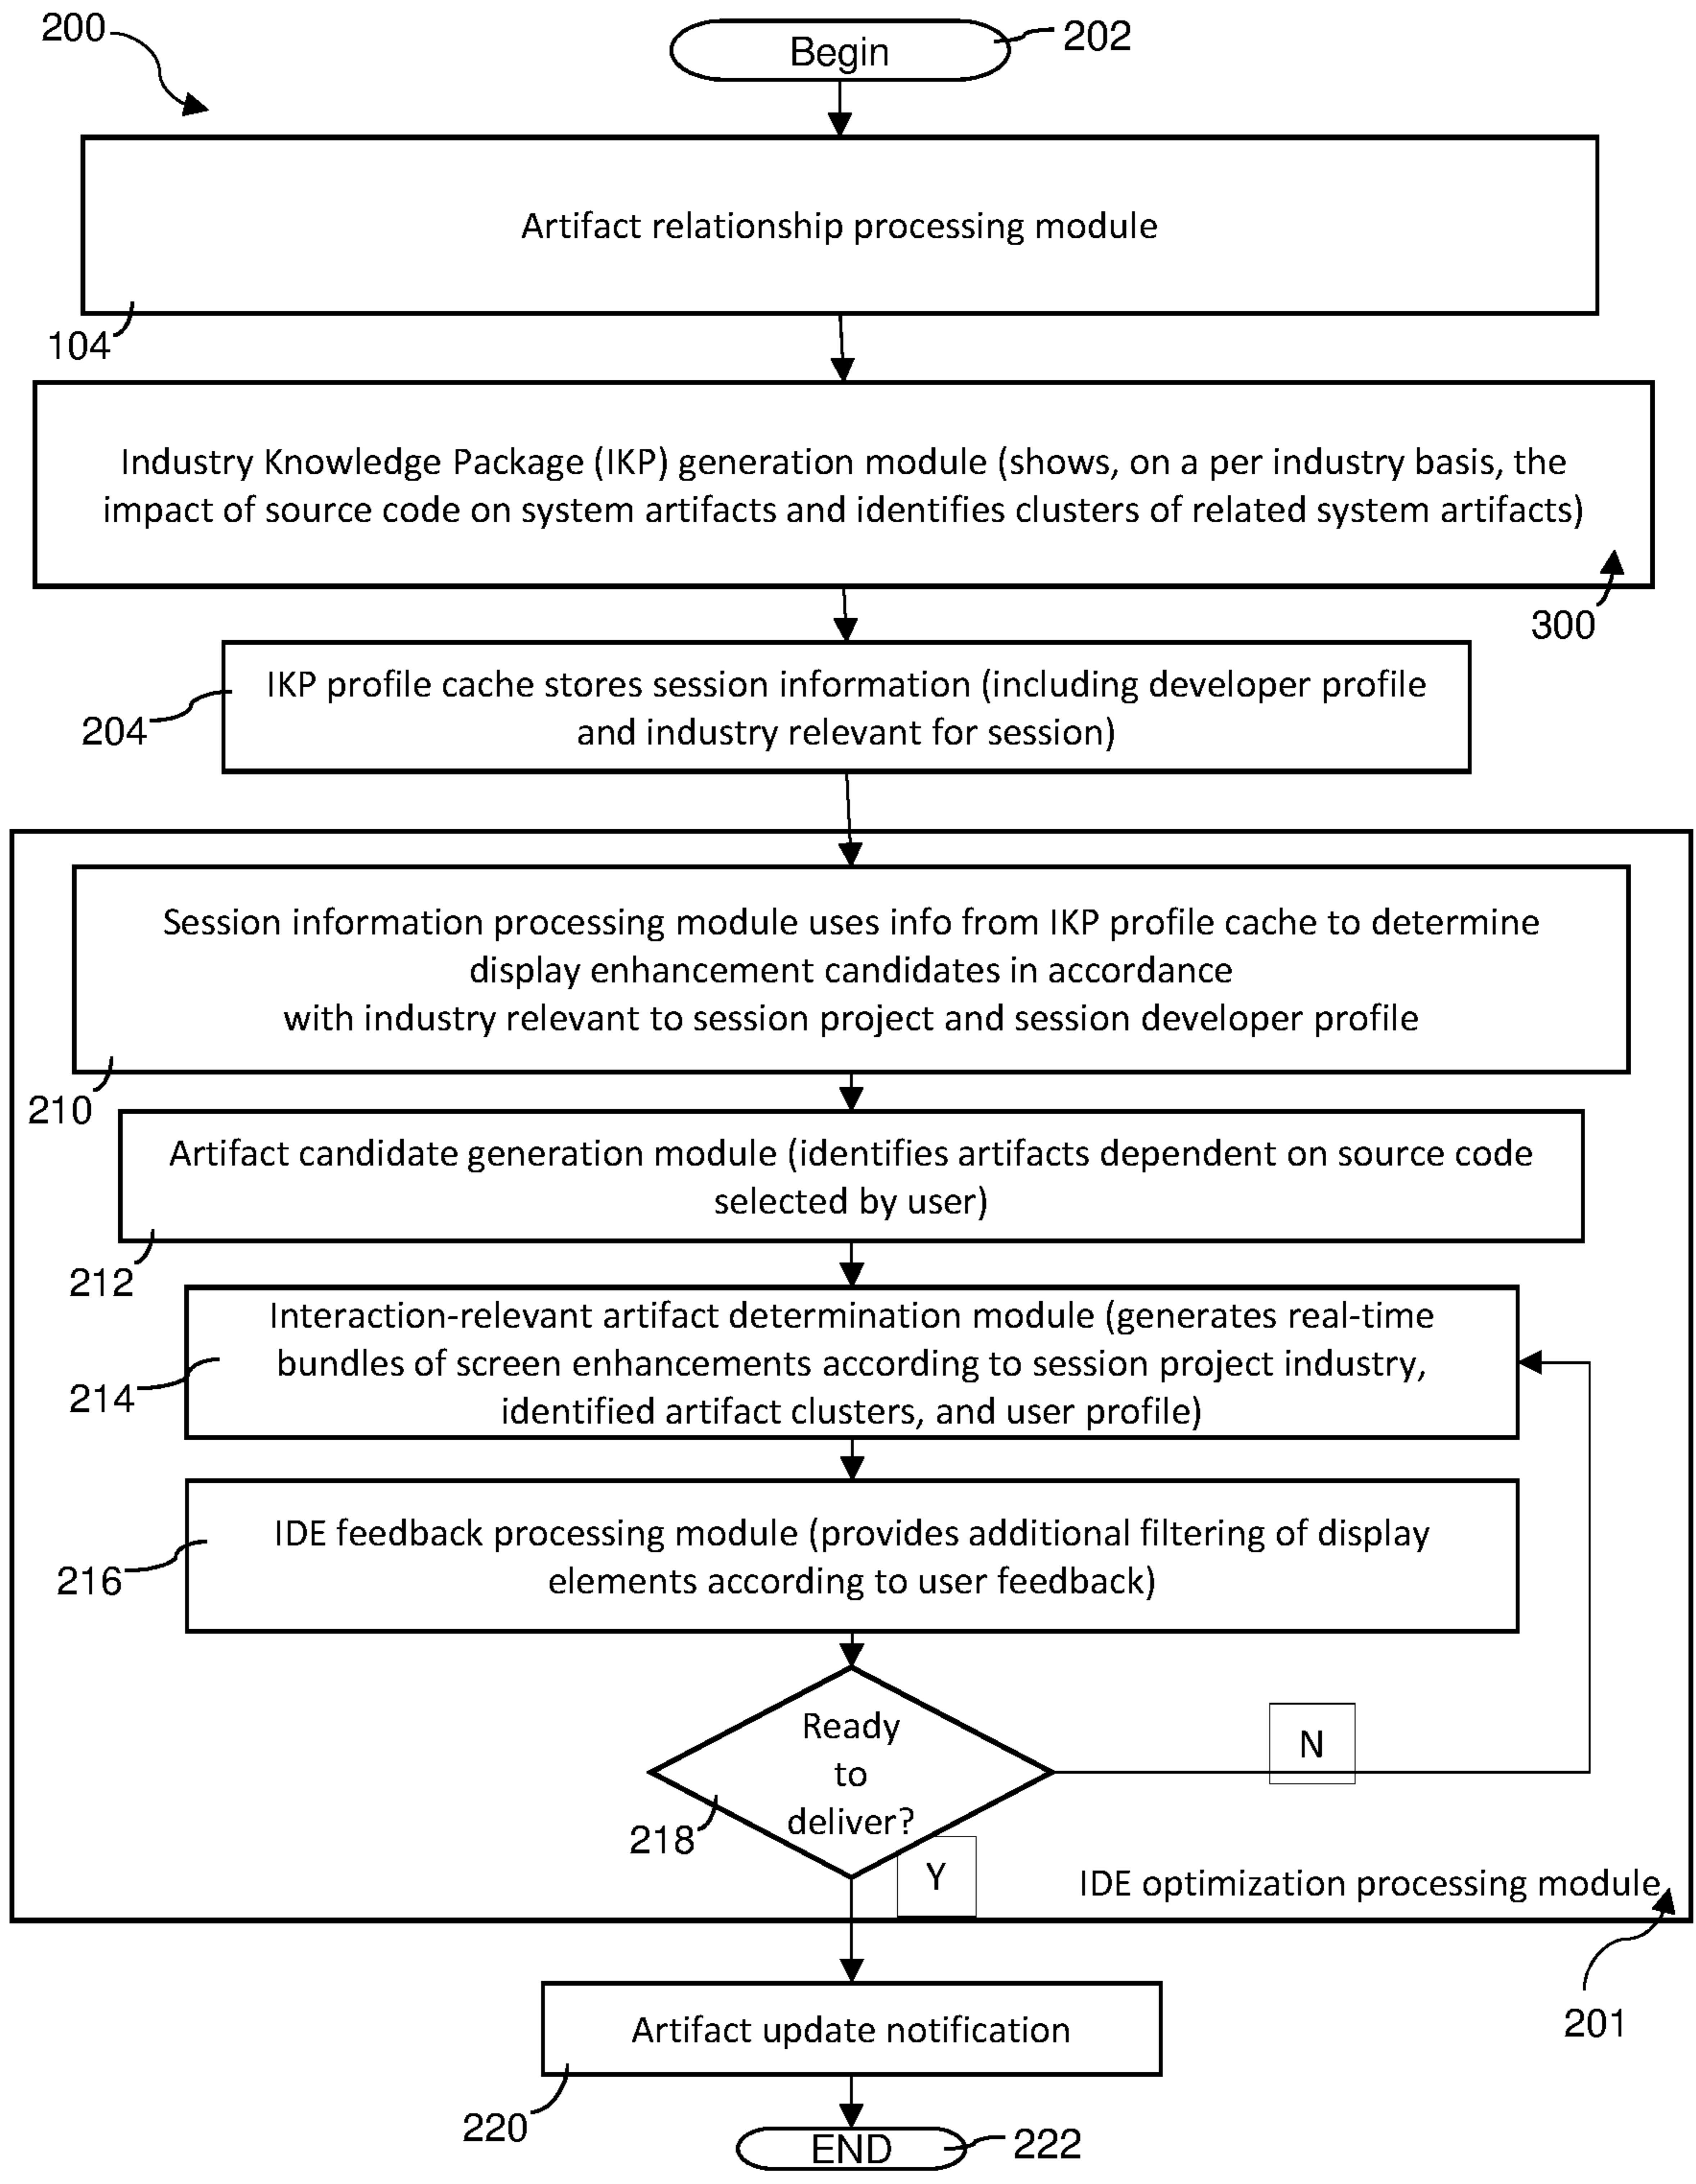 200
Begin
202
Artifact relationship processing module
104
Industry Knowledge Package (IKP) generation module (shows, on a per industry basis, the
impact of source code on system artifacts and identifies clusters of related system artifacts)
300
IKP profile cache stores session information (including developer profile
and industry relevant for session)
204
Session information processing module uses info from IKP profile cache to determine
display enhancement candidates in accordance
with industry relevant to session project and session developer profile
210
Artifact candidate generation module (identifies artifacts dependent on source code
selected by user)
212
Interaction-relevant artifact determination module (generates real-time
bundles of screen enhancements according to session project industry,
identified artifact clusters, and user profile)
214
IDE feedback processing module (provides additional filtering of display
elements according to user feedback)
216
Ready
to
deliver?
N
218
Y
IDE optimization processing module
201
Artifact update notification
220
END
222